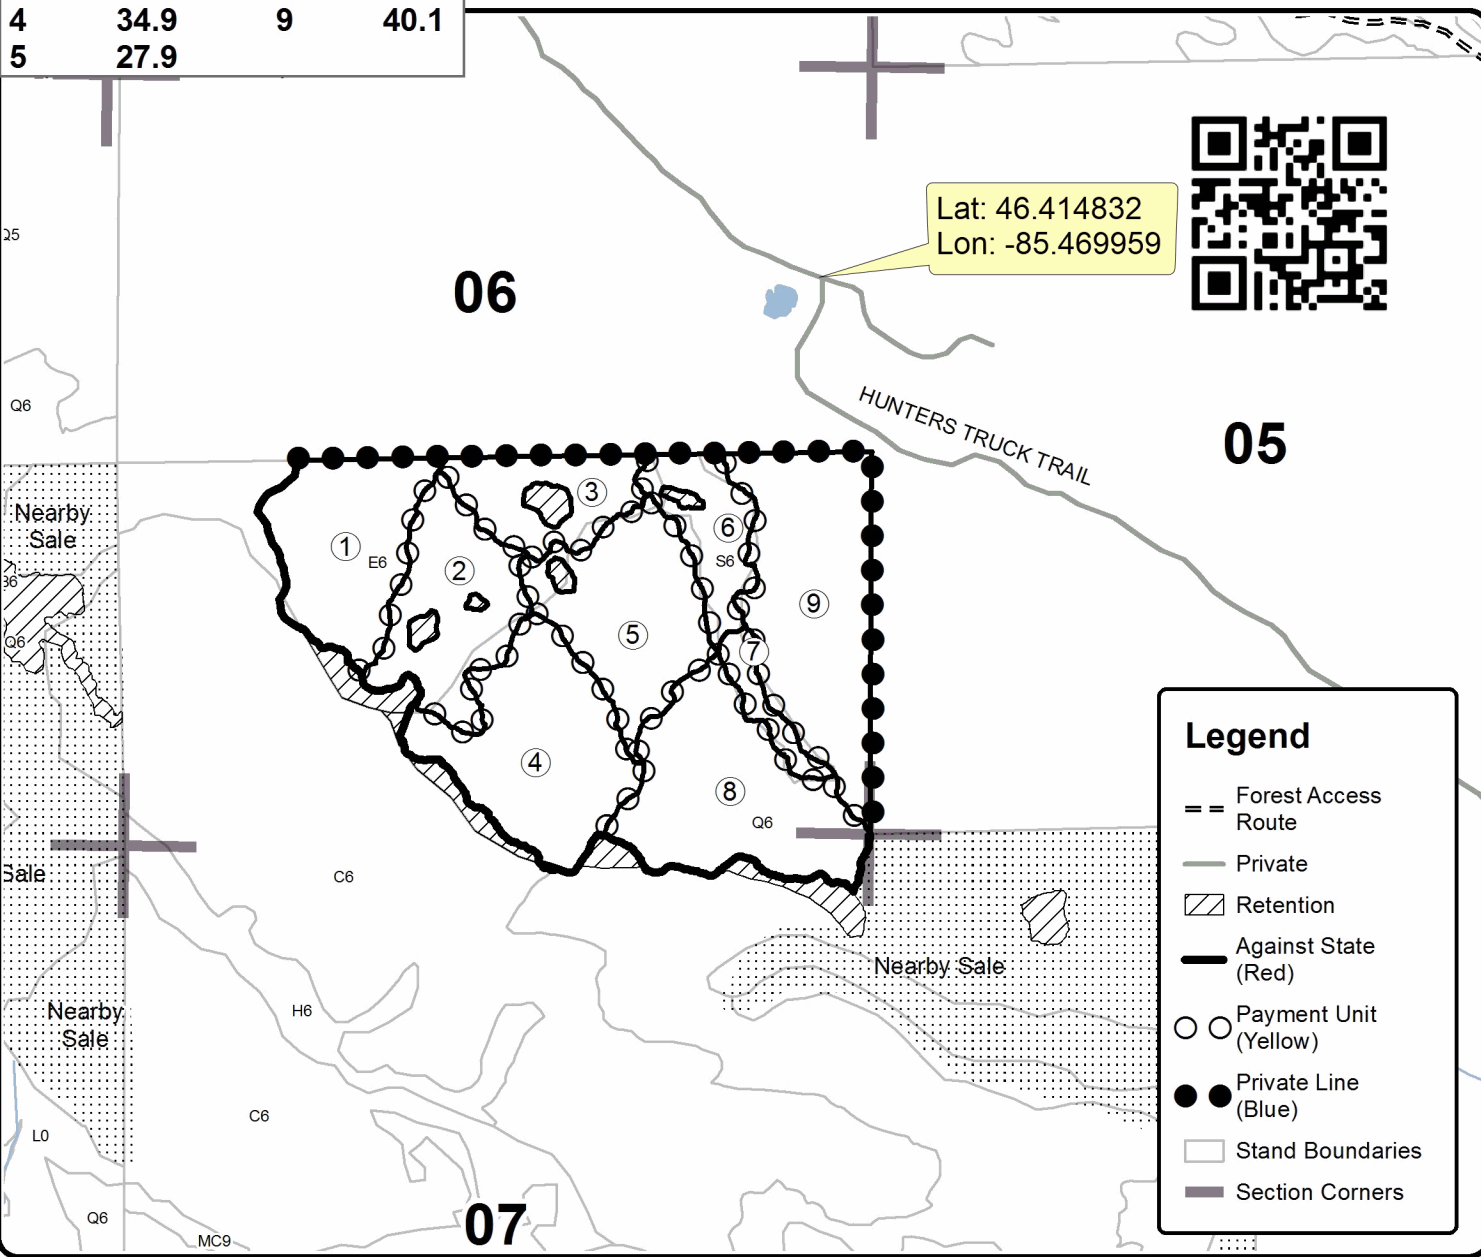 4 34.9 9 40.1
5 27.9
Q5
Lat: 46.414832
Lon: -85.469959
06
Q6
HUNTERS TRUCK TRAIL
05
Nearby
Sale
3
6
1
E6
2
S6
9
Q6
5
7
4
8
Q6
Sale
C6
Nearby Sale
Nearby
Sale
H6
C6
L0
Q6
MC9
07
Legend
Forest Access
Route
Private
Retention
Against State
(Red)
Payment Unit
(Yellow)
Private Line
(Blue)
Stand Boundaries
Section Corners